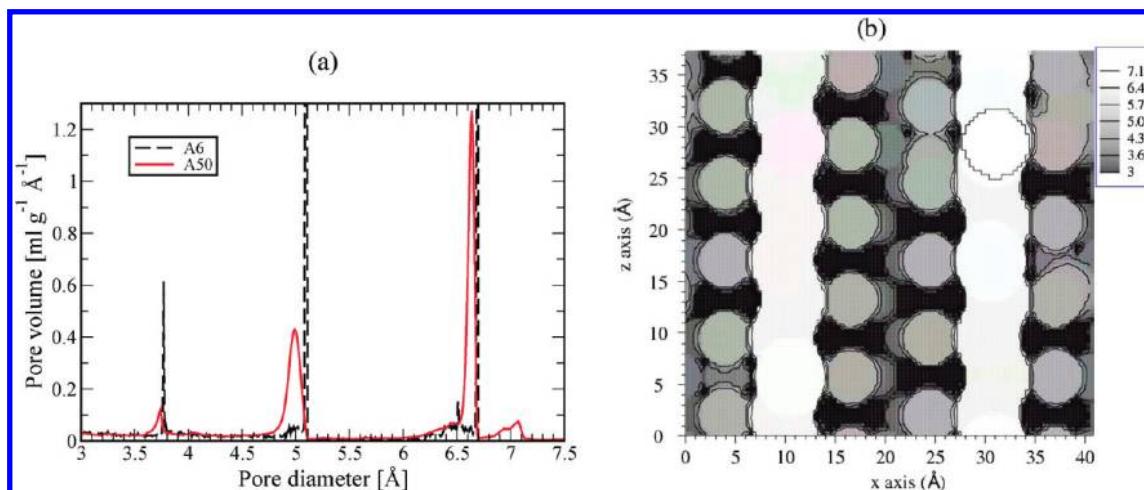 (a)
A6
A50
Pore volume [ml g⁻¹ Å⁻¹]
1.2
1
0.8
0.6
0.4
0.2
0
3 3.5 4 4.5 5 5.5 6 6.5 7 7.5
Pore diameter [Å]
(b)
z axis (Å)
35
30
25
20
15
10
5
0
0 5 10 15 20 25 30 35 40
x axis (Å)
7.1
6.4
5.7
5.0
4.3
3.6
3